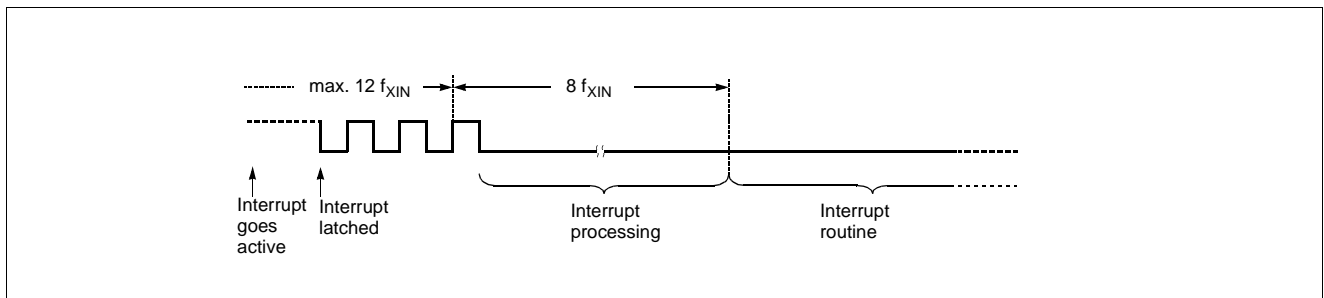 max. 12 fXIN
8 fXIN
Interrupt
goes
active
Interrupt
latched
Interrupt
processing
Interrupt
routine